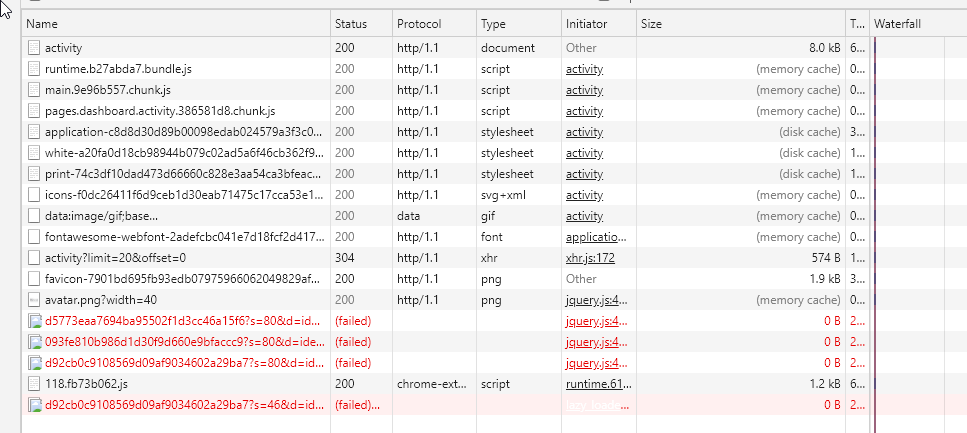 Name Status Protocol Type Initiator Size T... Waterfall
activity 200 http/1.1 document Other 8.0 kB 6...
runtime.b27abda7.bundle.js 200 http/1.1 script activity (memory cache) 0...
main.9e96b557.chunk.js 200 http/1.1 script activity (memory cache) 0...
pages.dashboard.activity.386581d8.chunk.js 200 http/1.1 script activity (memory cache) 0...
application-c8d8d30d89b00098edab024579a3f3c0... 200 http/1.1 stylesheet activity (disk cache) 3...
white-a20fa0d18cb98944b079c02ad5a6f46cb362f9... 200 http/1.1 stylesheet activity (disk cache) 1...
print-74c3df10dad473d66660c828e3aa54ca3bfeac... 200 http/1.1 stylesheet activity (disk cache) 1...
icons-f0dc26411f6d9ceb1d30eab71475c17cca53e1... 200 http/1.1 svg+xml activity (memory cache) 0...
data:image/gif;base... 200 data gif activity (memory cache) 0...
fontawesome-webfont-2adefcbc041e7d18fcf2d417... 200 http/1.1 font applicatio... (memory cache) 0...
activity?limit=20&offset=0 304 http/1.1 xhr xhr.js:172 574 B 1...
favicon-7901bd695fb93edb07975966062049829af... 200 http/1.1 png Other 1.9 kB 3...
avatar.png?width=40 200 http/1.1 png jquery.js:4... (memory cache) 0...
d5773eaa7694ba95502f1d3cc46a15f6?s=80&d=id... (failed) jquery.js:4... 0 B 2...
093fe810b986d1d30f9d660e9bfaccc9?s=80&d=ide... (failed) jquery.js:4... 0 B 2...
d92cb0c9108569d09af9034602a29ba7?s=80&d=id... (failed) jquery.js:4... 0 B 2...
118.fb73b062.js 200 chrome-ext... script runtime.61... 1.2 kB 6...
d92cb0c9108569d09af9034602a29ba7?s=46&d=id... (failed)... lazy_loade... 0 B 2...